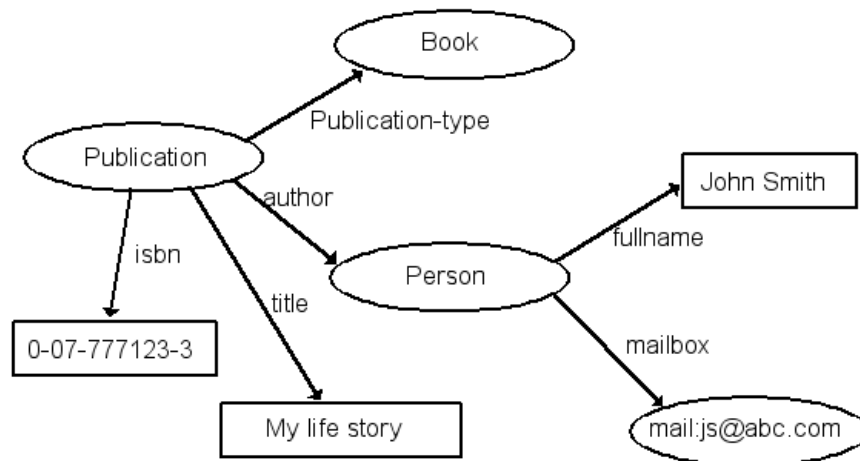 Book
Publication-type
Publication
John Smith
author
fullname
isbn
Person
title
0-07-777123-3
mailbox
My life story
mail:js@abc.com